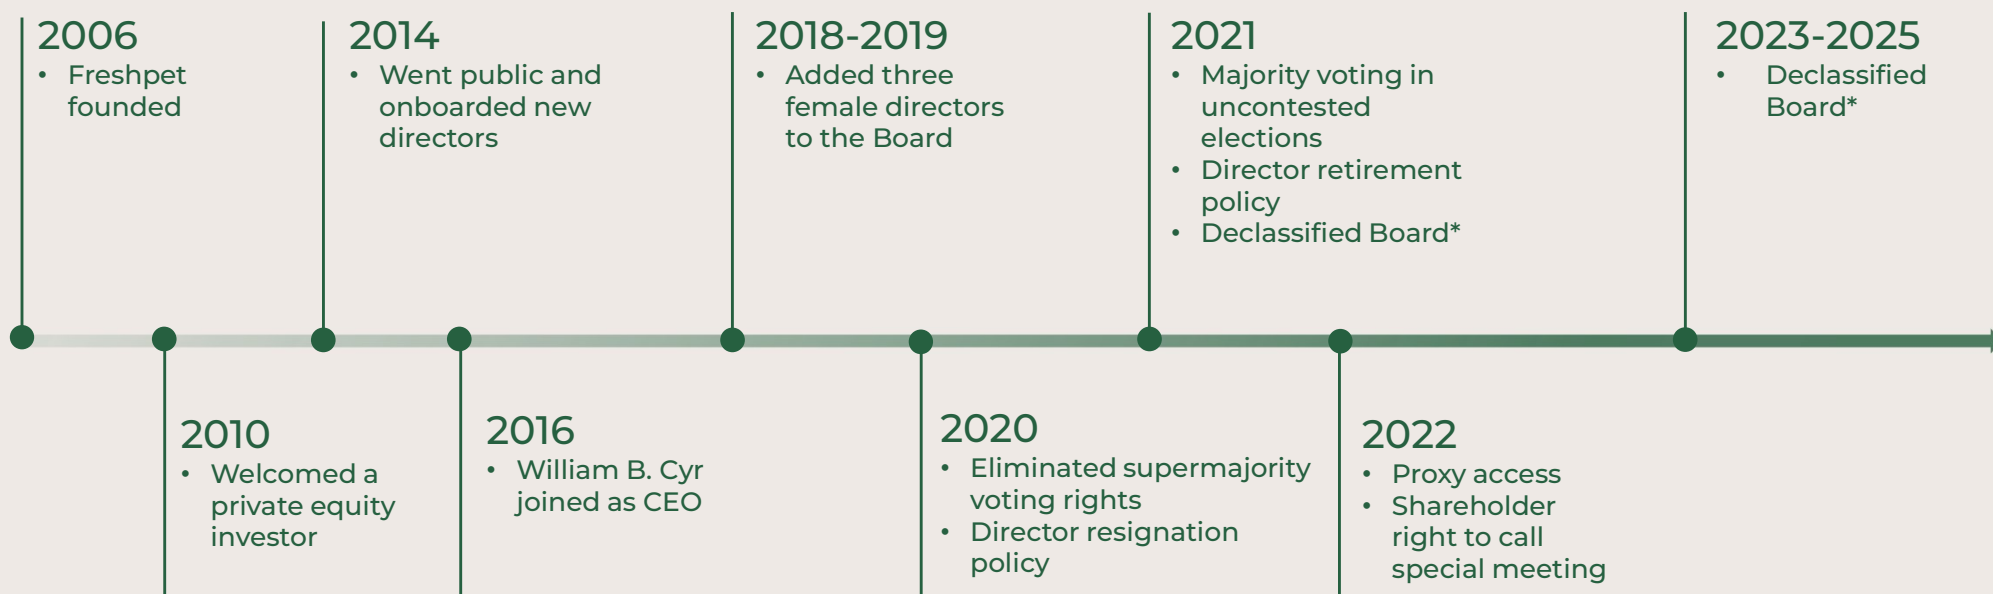 2006
• Freshpet
founded
2014
• Went public and
onboarded new
directors
2018-2019
• Added three
female directors
to the Board
2021
• Majority voting in
uncontested
elections
• Director retirement
policy
• Declassified Board*
2023-2025
• Declassified
Board*
2010
• Welcomed a
private equity
investor
2016
• William B. Cyr
joined as CEO
2020
• Eliminated supermajority
voting rights
• Director resignation
policy
2022
• Proxy access
• Shareholder
right to call
special meeting